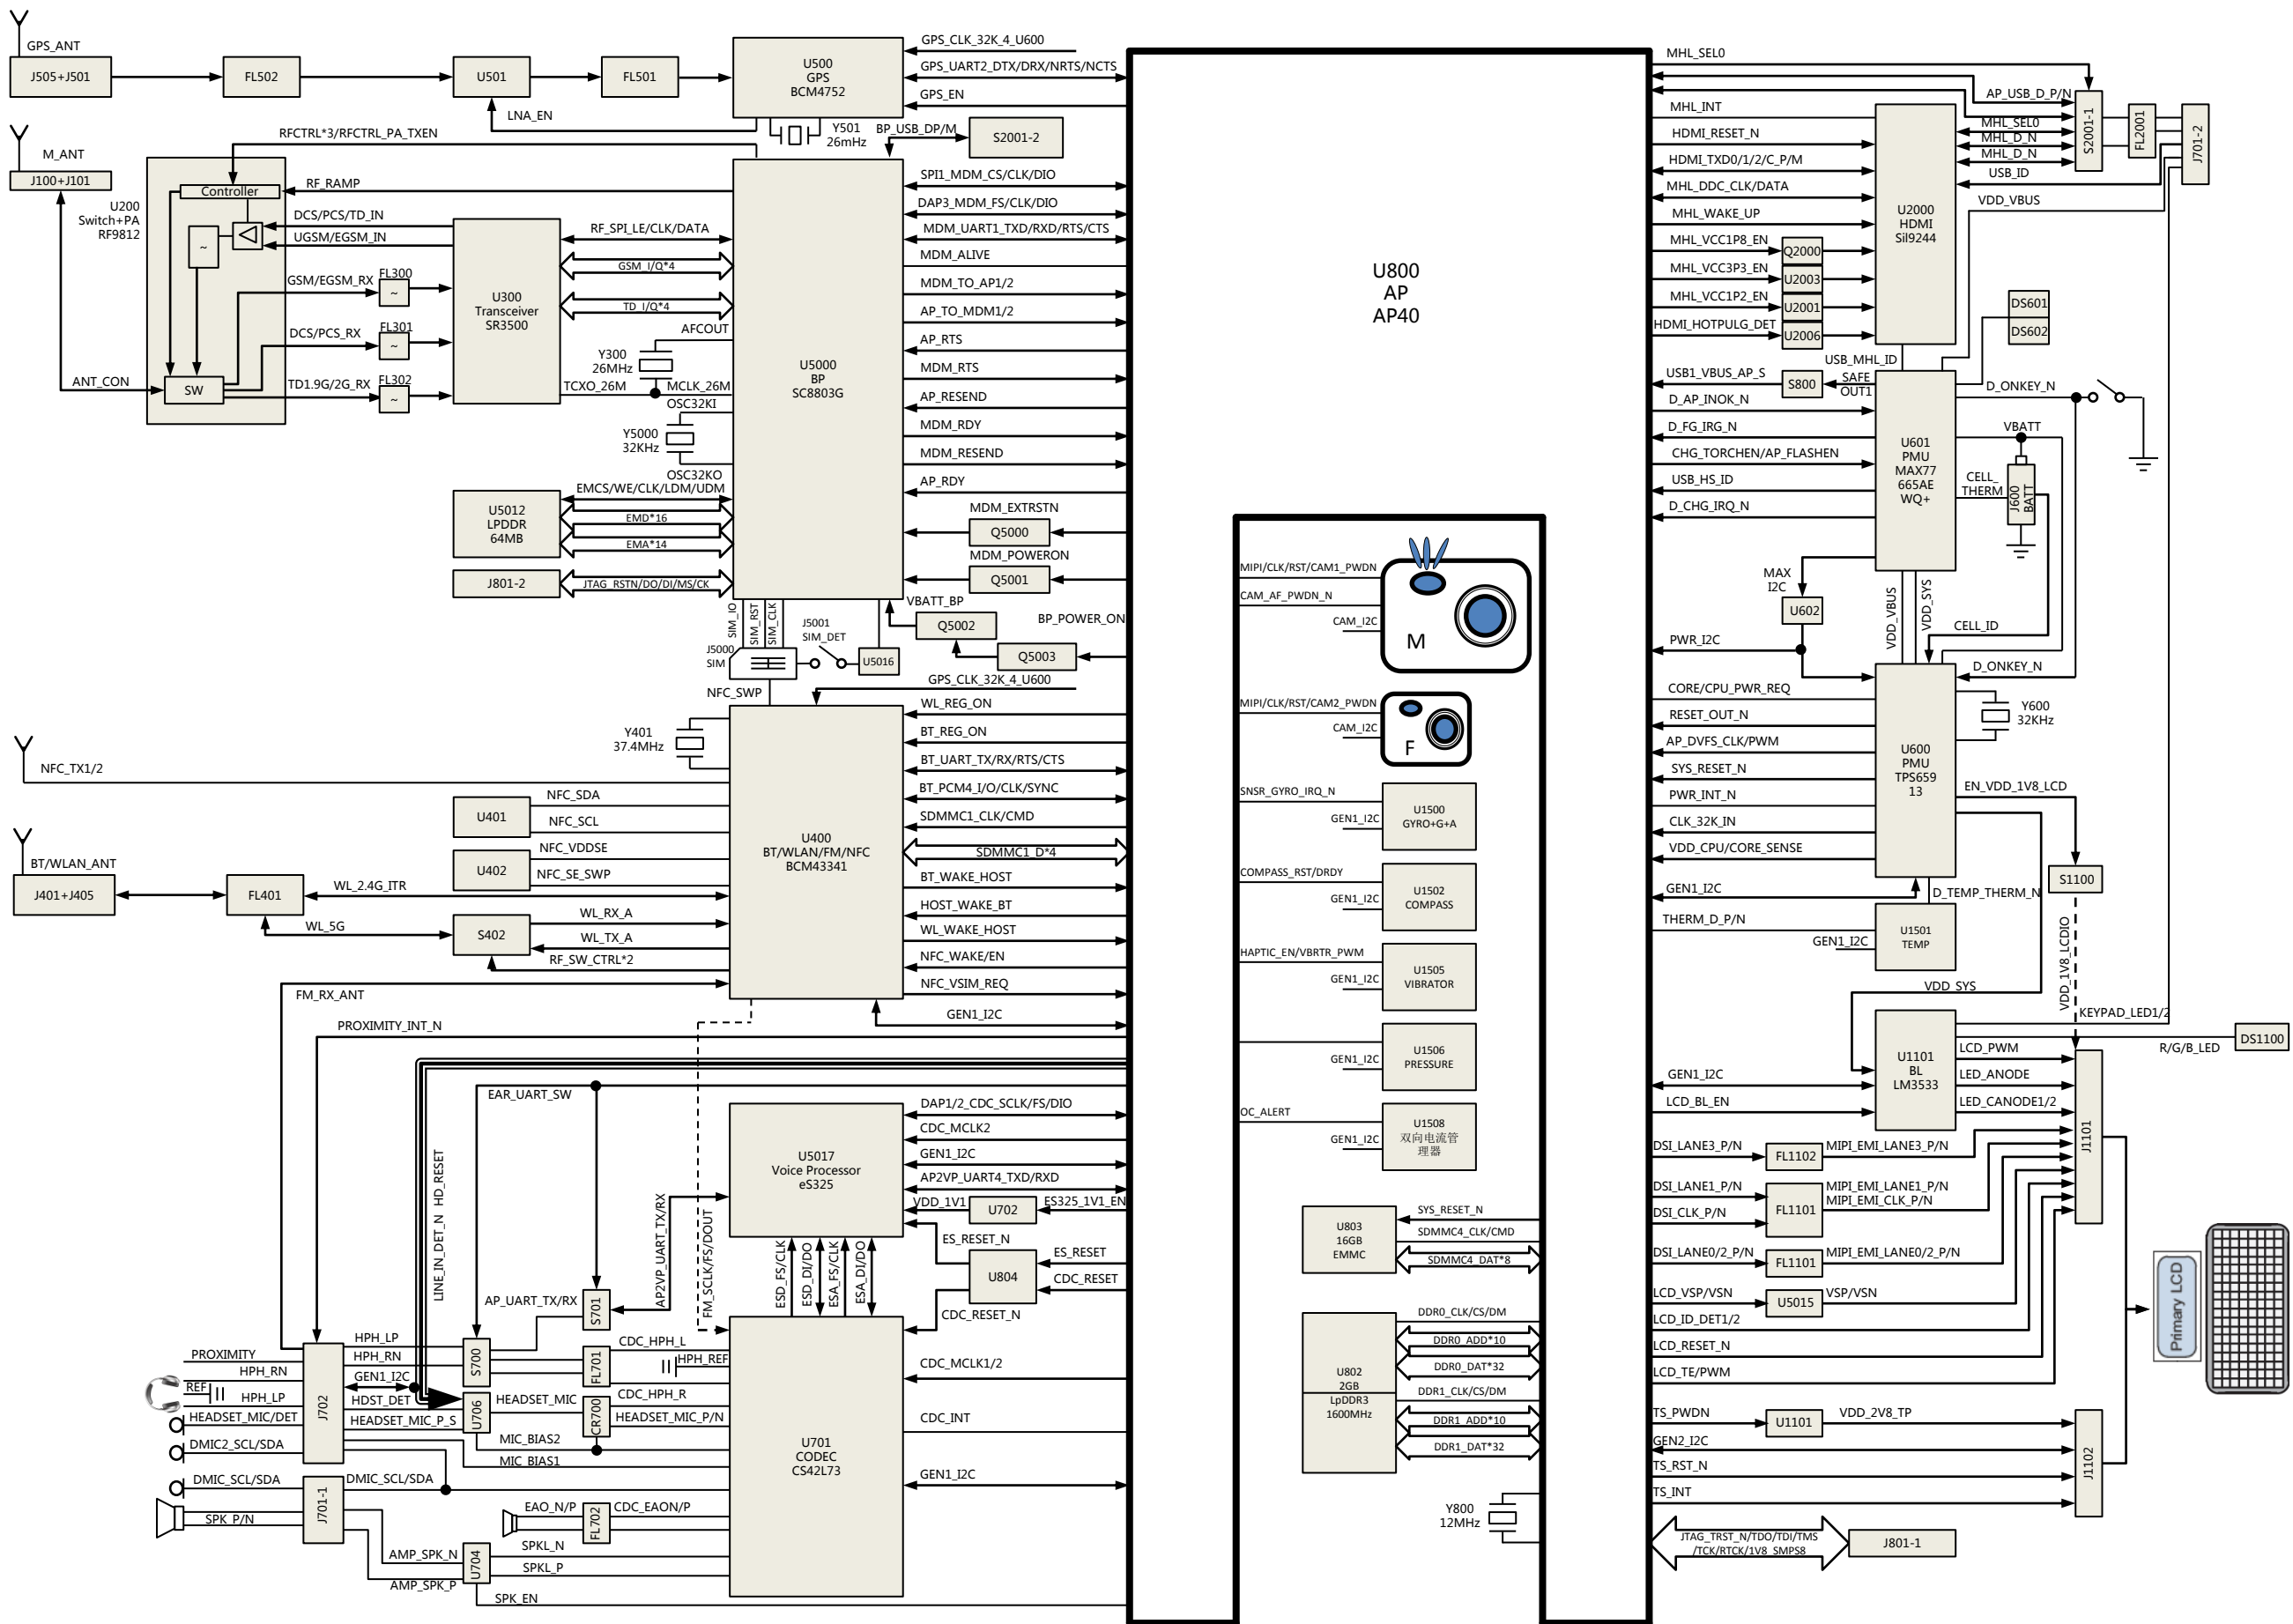 GPS_ANT
J505+J501
FL502
U501
FL501
LNA_EN
U500
GPS
BCM4752
GPS_CLK_32K_4_U600
GPS_UART2_DTX/DRX/NRTS/NCTS
GPS_EN
Y501
26mHz
BP_USB_DP/M
S2001-2
RFCTRL*3/RFCTRL_PA_TXEN
M_ANT
J100+J101
U200
Switch+PA
RF9812
Controller
~
SW
ANT_CON
RF_RAMP
DCS/PCS/TD_IN
UGSM/EGSM_IN
GSM/EGSM_RX
FL300
~
DCS/PCS_RX
FL301
~
TD1.9G/2G_RX
FL302
~
U300
Transceiver
SR3500
RF_SPI_LE/CLK/DATA
GSM_I/Q*4
TD_I/Q*4
AFCOUT
Y300
26MHz
TCXO_26M
MCLK_26M
OSC32KI
Y5000
32KHz
OSC32KO
EMCS/WE/CLK/LDM/UDM
U5012
LPDDR
64MB
EMD*16
EMA*14
J801-2
JTAG_RSTN/DO/DI/MS/CK
U5000
BP
SC8803G
SPI1_MDM_CS/CLK/DIO
DAP3_MDM_FS/CLK/DIO
MDM_UART1_TXD/RXD/RTS/CTS
MDM_ALIVE
MDM_TO_AP1/2
AP_TO_MDM1/2
AP_RTS
MDM_RTS
AP_RESEND
MDM_RDY
MDM_RESEND
AP_RDY
MDM_EXTRSTN
Q5000
MDM_POWERON
Q5001
VBATT_BP
Q5002
BP_POWER_ON
Q5003
SIM_IO
SIM_RST
SIM_CLK
J5001
SIM_DET
J5000
SIM
U5016
NFC_SWP
GPS_CLK_32K_4_U600
Y401
37.4MHz
NFC_TX1/2
U401
NFC_SDA
NFC_SCL
U402
NFC_VDDSE
NFC_SE_SWP
BT/WLAN_ANT
J401+J405
FL401
WL_2.4G_ITR
WL_5G
S402
WL_RX_A
WL_TX_A
RF_SW_CTRL*2
FM_RX_ANT
U400
BT/WLAN/FM/NFC
BCM43341
WL_REG_ON
BT_REG_ON
BT_UART_TX/RX/RTS/CTS
BT_PCM4_I/O/CLK/SYNC
SDMMC1_CLK/CMD
SDMMC1_D*4
BT_WAKE_HOST
HOST_WAKE_BT
WL_WAKE_HOST
NFC_WAKE/EN
NFC_VSIM_REQ
GEN1_I2C
PROXIMITY_INT_N
EAR_UART_SW
LINE_IN_DET_N
HD_RESET
AP2VP_UART_TX/RX
FM_SCLK/FS/DOUT
U5017
Voice Processor
eS325
DAP1/2_CDC_SCLK/FS/DIO
CDC_MCLK2
GEN1_I2C
AP2VP_UART4_TXD/RXD
VDD_1V1
U702
ES325_1V1_EN
ES_RESET_N
U804
ES_RESET
CDC_RESET
CDC_RESET_N
ESD_FS/CLK
ESD_DI/DO
ESA_FS/CLK
ESA_DI/DO
AP_UART_TX/RX
S701
PROXIMITY
HPH_RN
REF
HPH_LP
HEADSET_MIC/DET
DMIC2_SCL/SDA
DMIC_SCL/SDA
SPK_P/N
J702
J701-1
HPH_LP
HPH_RN
GEN1_I2C
HDST_DET
HEADSET_MIC_P_S
DMIC_SCL/SDA
AMP_SPK_N
AMP_SPK_P
S700
U706
HEADSET_MIC
MIC_BIAS2
MIC_BIAS1
FL701
CR700
CDC_HPH_L
HPH_REF
CDC_HPH_R
HEADSET_MIC_P/N
EAO_N/P
FL702
CDC_EAON/P
U704
SPKL_N
SPKL_P
SPK_EN
U701
CODEC
CS42L73
CDC_MCLK1/2
CDC_INT
GEN1_I2C
U800
AP
AP40
MIPI/CLK/RST/CAM1_PWDN
CAM_AF_PWDN_N
CAM_I2C
M
MIPI/CLK/RST/CAM2_PWDN
CAM_I2C
F
SNSR_GYRO_IRQ_N
GEN1_I2C
U1500
GYRO+G+A
COMPASS_RST/DRDY
GEN1_I2C
U1502
COMPASS
HAPTIC_EN/VBRTR_PWM
GEN1_I2C
U1505
VIBRATOR
GEN1_I2C
U1506
PRESSURE
OC_ALERT
GEN1_I2C
U1508
双向电流管
理器
U803
16GB
EMMC
SYS_RESET_N
SDMMC4_CLK/CMD
SDMMC4_DAT*8
U802
2GB
LpDDR3
1600MHz
DDR0_CLK/CS/DM
DDR0_ADD*10
DDR0_DAT*32
DDR1_CLK/CS/DM
DDR1_ADD*10
DDR1_DAT*32
Y800
12MHz
MHL_SEL0
MHL_INT
HDMI_RESET_N
HDMI_TXD0/1/2/C_P/M
MHL_DDC_CLK/DATA
MHL_WAKE_UP
MHL_VCC1P8_EN
Q2000
MHL_VCC3P3_EN
U2003
MHL_VCC1P2_EN
U2001
HDMI_HOTPULG_DET
U2006
U2000
HDMI
Sil9244
AP_USB_D_P/N
MHL_SEL0
MHL_D_N
MHL_D_N
USB_ID
VDD_VBUS
S2001-1
FL2001
J701-2
DS601
DS602
USB_MHL_ID
USB1_VBUS_AP_S
S800
SAFE
OUT1
D_AP_INOK_N
D_FG_IRG_N
CHG_TORCHEN/AP_FLASHEN
USB_HS_ID
D_CHG_IRQ_N
U601
PMU
MAX77
665AE
WQ+
D_ONKEY_N
VBATT
CELL_
THERM
J600
BATT
MAX
I2C
U602
VDD_VBUS
VDD_SYS
CELL_ID
PWR_I2C
D_ONKEY_N
CORE/CPU_PWR_REQ
RESET_OUT_N
AP_DVFS_CLK/PWM
SYS_RESET_N
PWR_INT_N
CLK_32K_IN
VDD_CPU/CORE_SENSE
GEN1_I2C
U600
PMU
TPS659
13
Y600
32KHz
EN_VDD_1V8_LCD
S1100
D_TEMP_THERM_N
THERM_D_P/N
GEN1_I2C
U1501
TEMP
VDD_1V8_LCDIO
VDD_SYS
KEYPAD_LED1/2
R/G/B_LED
DS1100
U1101
BL
LM3533
LCD_PWM
LED_ANODE
LED_CANODE1/2
GEN1_I2C
LCD_BL_EN
DSI_LANE3_P/N
FL1102
MIPI_EMI_LANE3_P/N
DSI_LANE1_P/N
DSI_CLK_P/N
FL1101
MIPI_EMI_LANE1_P/N
MIPI_EMI_CLK_P/N
DSI_LANE0/2_P/N
FL1101
MIPI_EMI_LANE0/2_P/N
LCD_VSP/VSN
U5015
VSP/VSN
LCD_ID_DET1/2
LCD_RESET_N
LCD_TE/PWM
J1101
Primary LCD
TS_PWDN
U1101
VDD_2V8_TP
GEN2_I2C
TS_RST_N
TS_INT
J1102
JTAG_TRST_N/TDO/TDI/TMS
/TCK/RTCK/1V8_SMPS8
J801-1